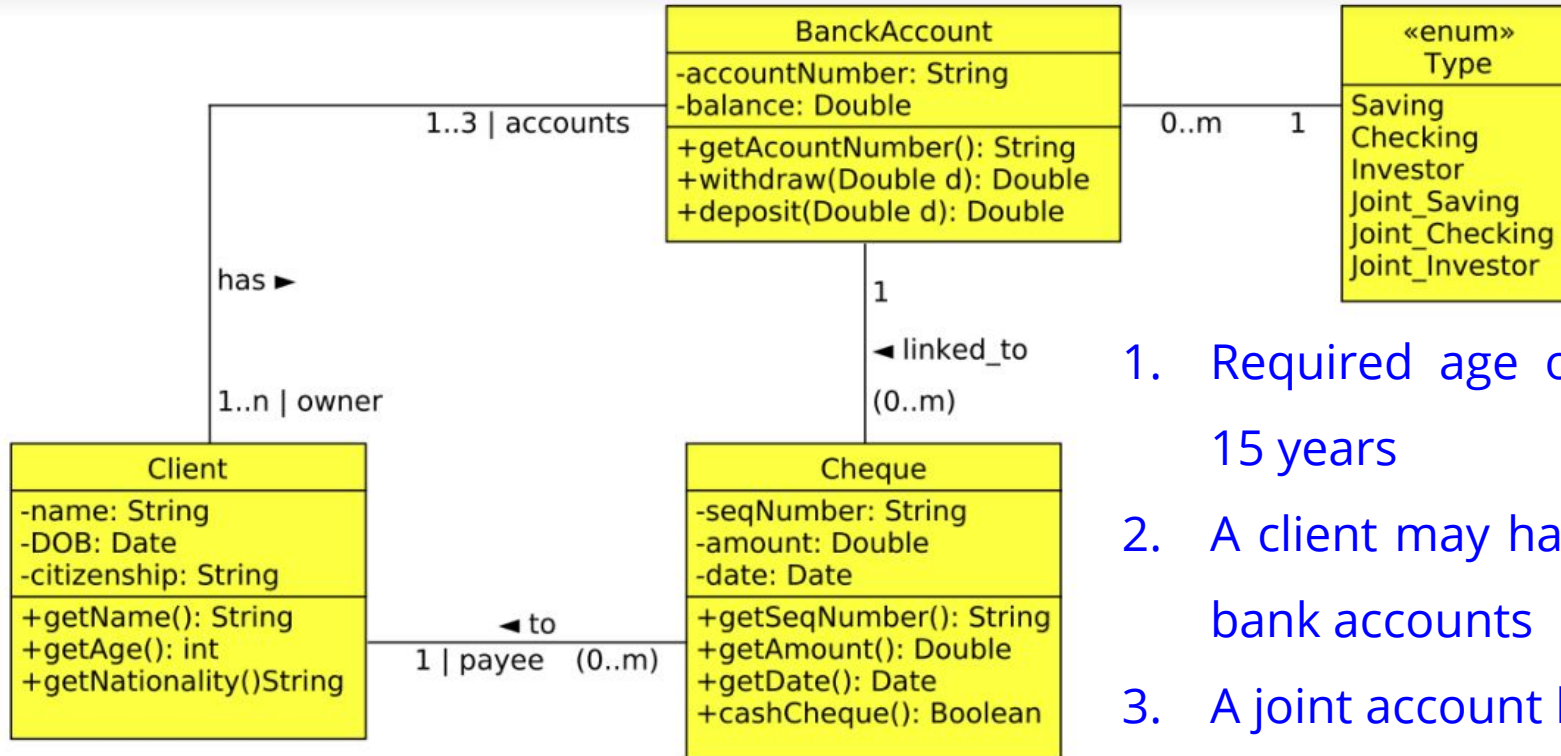 BanckAccount
-accountNumber: String
-balance: Double
+getAcountNumber(): String
+withdraw(Double d): Double
+deposit(Double d): Double
«enum»
Type
Saving
Checking
Investor
Joint_Saving
Joint_Checking
Joint_Investor
1..3 | accounts
0..m 1
has ►
1..n | owner
1
◄ linked_to
(0..m)
Client
-name: String
-DOB: Date
-citizenship: String
+getName(): String
+getAge(): int
+getNationality()String
◄ to
1 | payee (0..m)
Cheque
-seqNumber: String
-amount: Double
-date: Date
+getSeqNumber(): String
+getAmount(): Double
+getDate(): Date
+cashCheque(): Boolean
1. Required age
15 years
2. A client may
bank accounts
3. A joint account